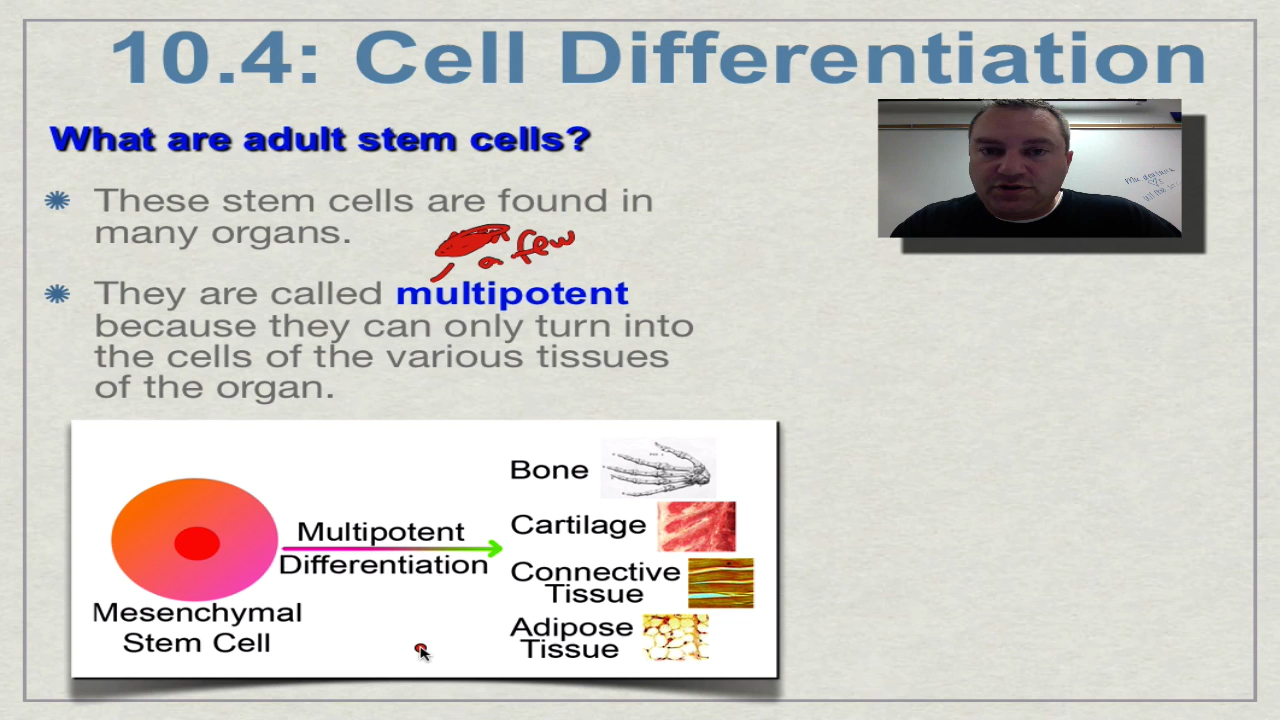 10.4: Cell Differentiation
What are adult stem cells?
These stem cells are found in
many organs.
a few
They are called multipotent
because they can only turn into
the cells of the various tissues
of the organ.
Mesenchymal
Stem Cell
Multipotent
Differentiation
Bone
Cartilage
Connective
Tissue
Adipose
Tissue